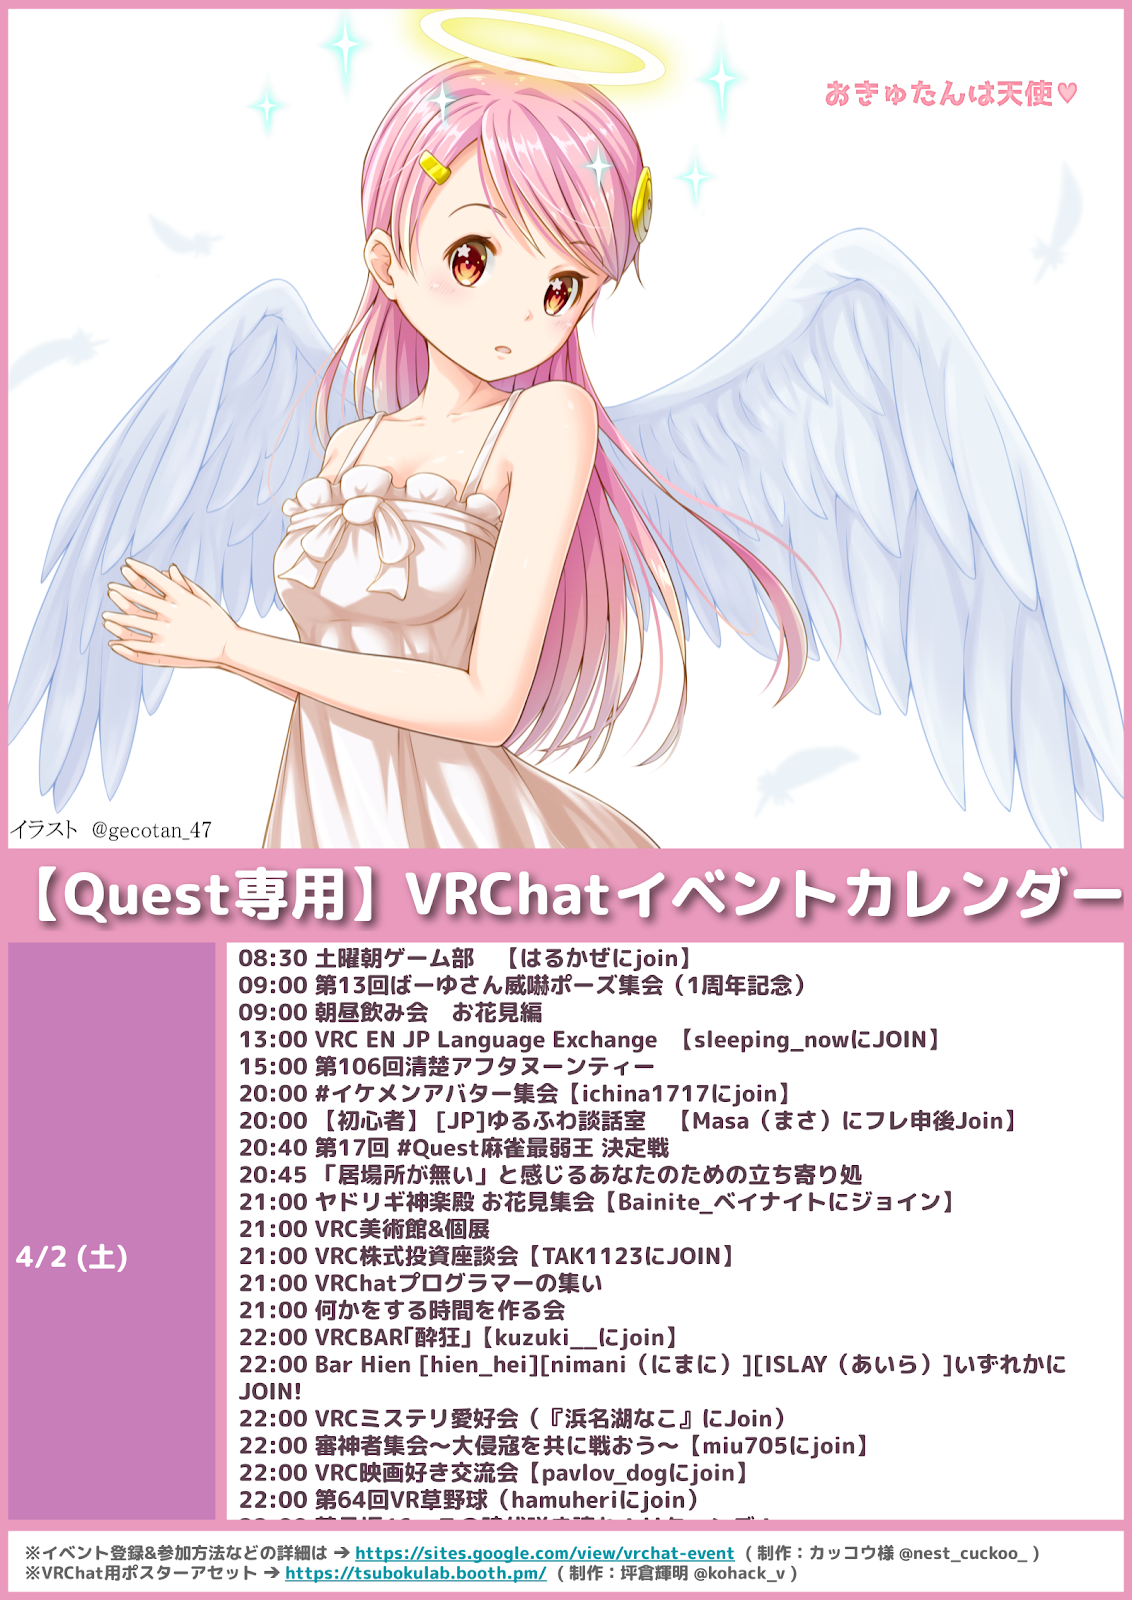 おきゅたんは天使♥
イラスト @gecotan_47
【Quest専用】VRChatイベントカレンダー
4/2 (土)
08:30 土曜朝ゲーム部 【はるかぜにjoin】
09:00 第13回ばーゆさん威嚇ポーズ集会（1周年記念）
09:00 朝昼飲み会　お花見編
13:00 VRC EN JP Language Exchange 【sleeping_nowにJOIN】
15:00 第106回清楚アフタヌーンティー
20:00 #イケメンアバター集会【ichina1717にjoin】
20:00 【初心者】 [JP]ゆるふわ談話室　【Masa（まさ）にフレ申後Join】
20:40 第17回 #Quest麻雀最弱王 決定戦
20:45 「居場所が無い」と感じるあなたのための立ち寄り処
21:00 ヤドリギ神楽殿 お花見集会【Bainite_ベイナイトにジョイン】
21:00 VRC美術館&個展
21:00 VRC株式投資座談会【TAK1123にJOIN】
21:00 VRChatプログラマーの集い
21:00 何かをする時間を作る会
22:00 VRCBAR「酔狂」【kuzuki__にjoin】
22:00 Bar Hien [hien_hei][nimani（にまに）][ISLAY（あいら）]いずれかに
JOIN!
22:00 VRCミステリ愛好会（『浜名湖なこ』にJoin）
22:00 審神者集会～大侵寇を共に戦おう～【miu705にjoin】
22:00 VRC映画好き交流会【pavlov_dogにjoin】
22:00 第64回VR草野球（hamuheriにjoin）
※イベント登録&参加方法などの詳細は ➔ https://sites.google.com/view/vrchat-event ( 制作：カッコウ様 @nest_cuckoo_ )
※VRChat用ポスターアセット ➔ https://tsubokulab.booth.pm/ ( 制作：坪倉輝明 @kohack_v )